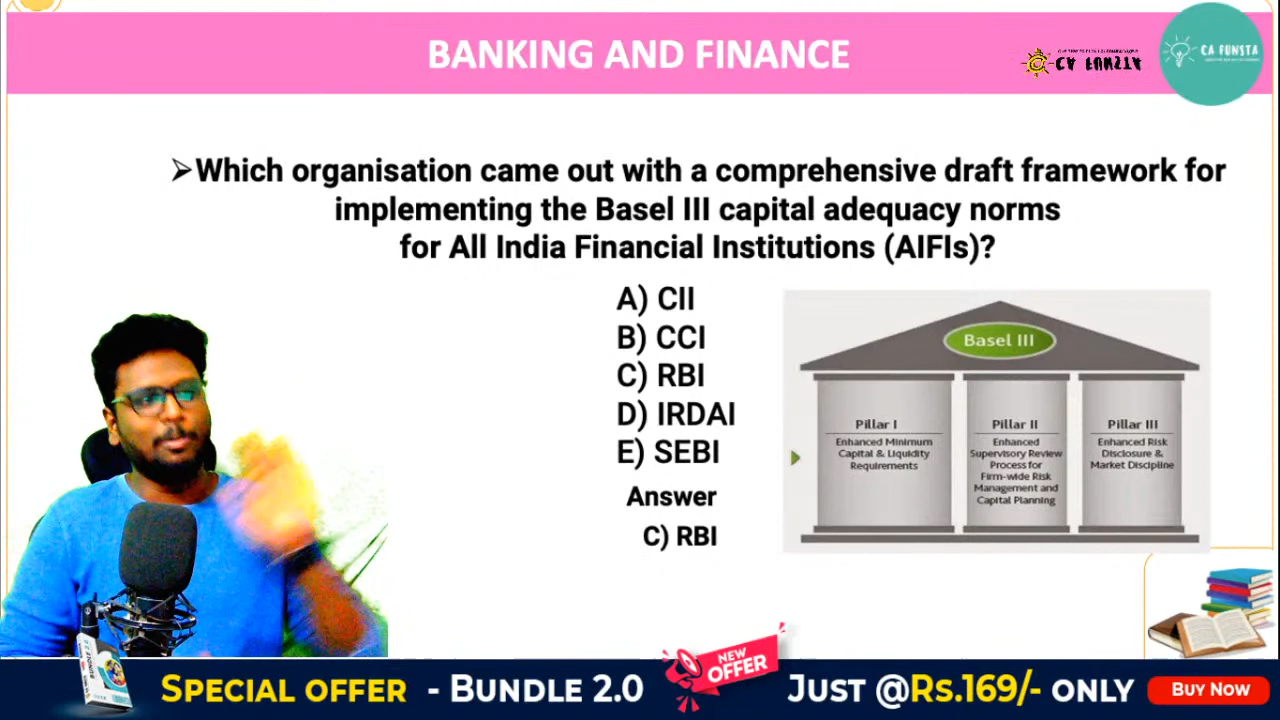 BANKING AND FINANCE
CA FUNSTA
➢Which organisation came out with a comprehensive draft framework for
implementing the Basel III capital adequacy norms
for All India Financial Institutions (AIFIs)?
A) CII
B) CCI
C) RBI
D) IRDAI
E) SEBI
Answer
C) RBI
Basel III
Pillar I
Enhanced Minimum
Capital & Liquidity
Requirements
Pillar II
Enhanced
Supervisory Review
Process for
Firm-wide Risk
Management and
Capital Planning
Pillar III
Enhanced Risk
Disclosure &
Market Discipline
BUNDLE 2.0
SPECIAL OFFER - BUNDLE 2.0
NEW
OFFER
JUST @Rs.169/- ONLY
Buy Now